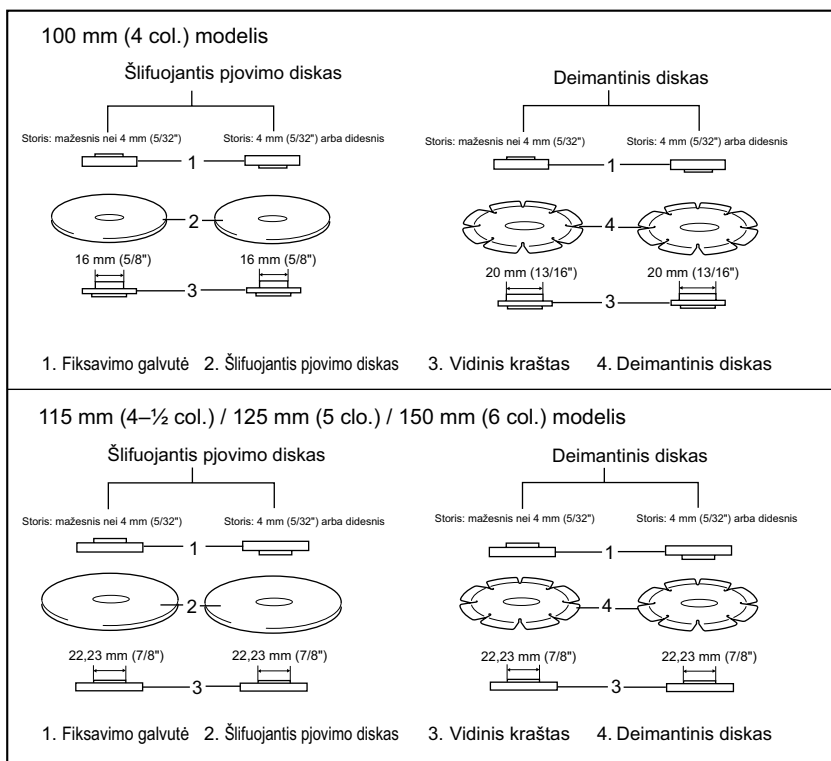 100 mm (4 col.) modelis
Šlifuojantis pjovimo diskas
Deimantinis diskas
Storis: mažesnis nei 4 mm (5/32") Storis: 4 mm (5/32") arba didesnis
Storis: mažesnis nei 4 mm (5/32") Storis: 4 mm (5/32") arba didesnis
1 1
2 4
16 mm (5/8") 16 mm (5/8") 20 mm (13/16") 20 mm (13/16")
3 3
1. Fiksavimo galvutė 2. Šlifuojantis pjovimo diskas 3. Vidinis kraštas 4. Deimantinis diskas
115 mm (4–½ col.) / 125 mm (5 clo.) / 150 mm (6 col.) modelis
Šlifuojantis pjovimo diskas Deimantinis diskas
Storis: mažesnis nei 4 mm (5/32") Storis: 4 mm (5/32") arba didesnis Storis: mažesnis nei 4 mm (5/32") Storis: 4 mm (5/32") arba didesnis
1 1
2 4
22,23 mm (7/8") 22,23 mm (7/8") 22,23 mm (7/8") 22,23 mm (7/8")
3 3
1. Fiksavimo galvutė 2. Šlifuojantis pjovimo diskas 3. Vidinis kraštas 4. Deimantinis diskas